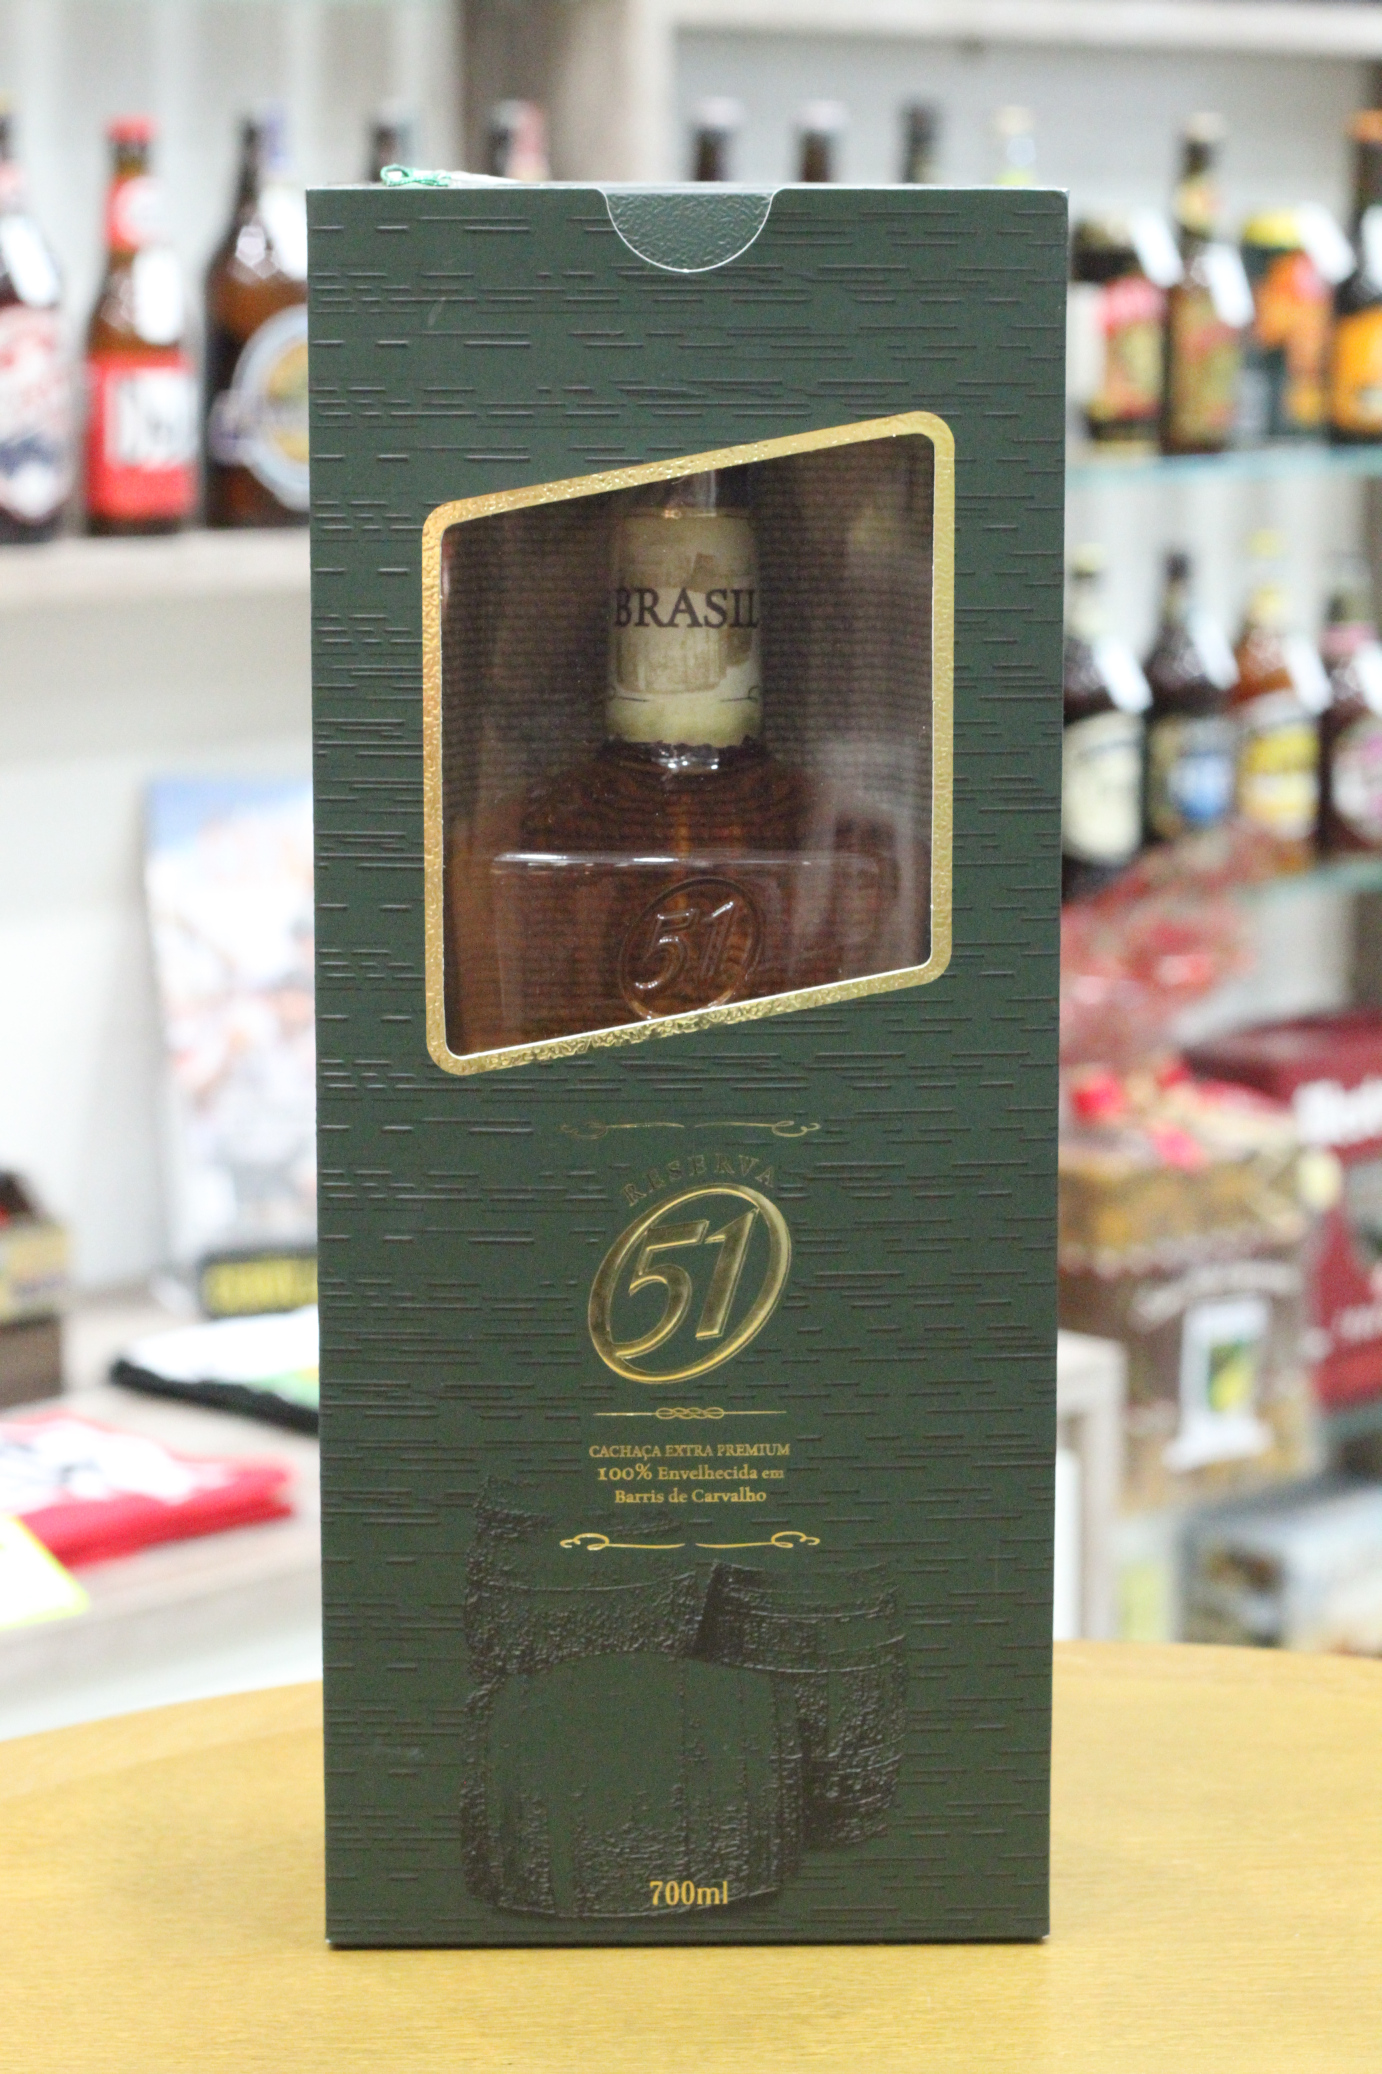 BRASIL
51
RESERVA
51
CACHAÇA EXTRA PREMIUM
100% Envelhecida em
Barris de Carvalho
700ml